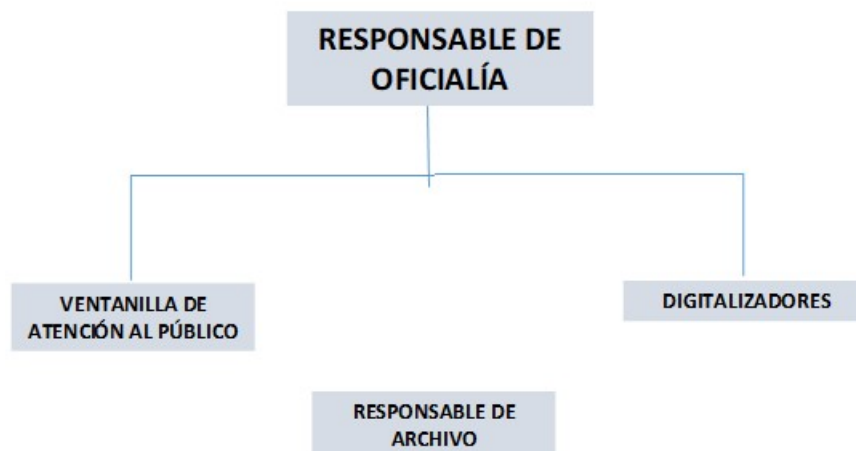 RESPONSABLE DE
OFICIALÍA
VENTANILLA DE
ATENCIÓN AL PÚBLICO
DIGITALIZADORES
RESPONSABLE DE
ARCHIVO